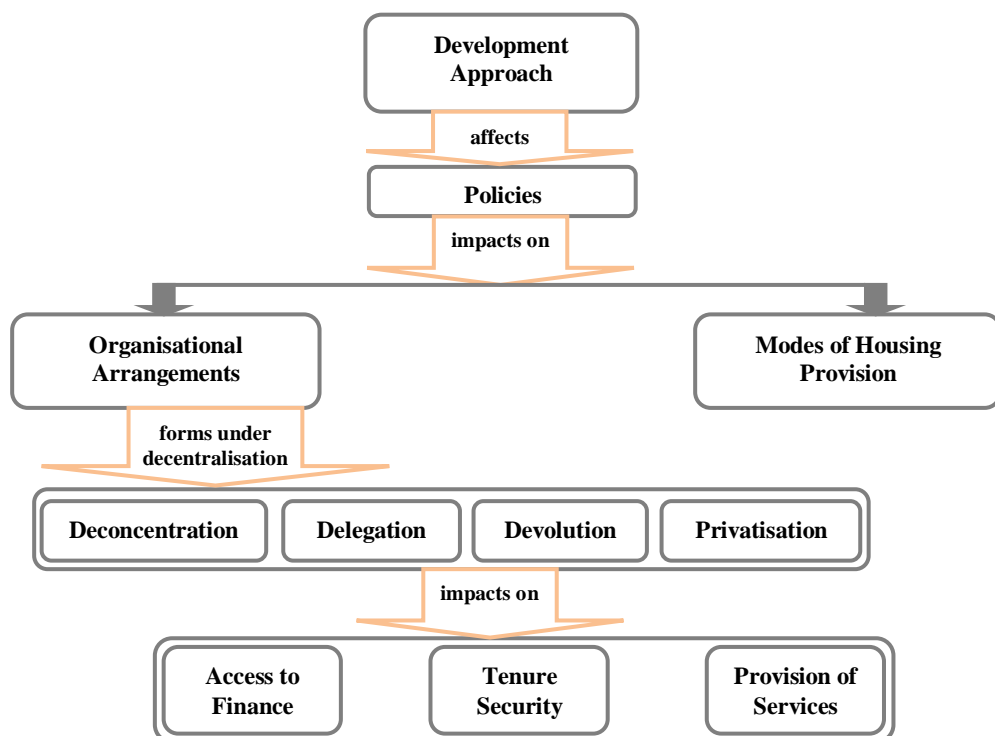 Development
Approach
affects
Policies
impacts on
Organisational
Arrangements
Modes of Housing
Provision
forms under
decentralisation
Deconcentration
Delegation
Devolution
Privatisation
impacts on
Access to
Finance
Tenure
Security
Provision of
Services